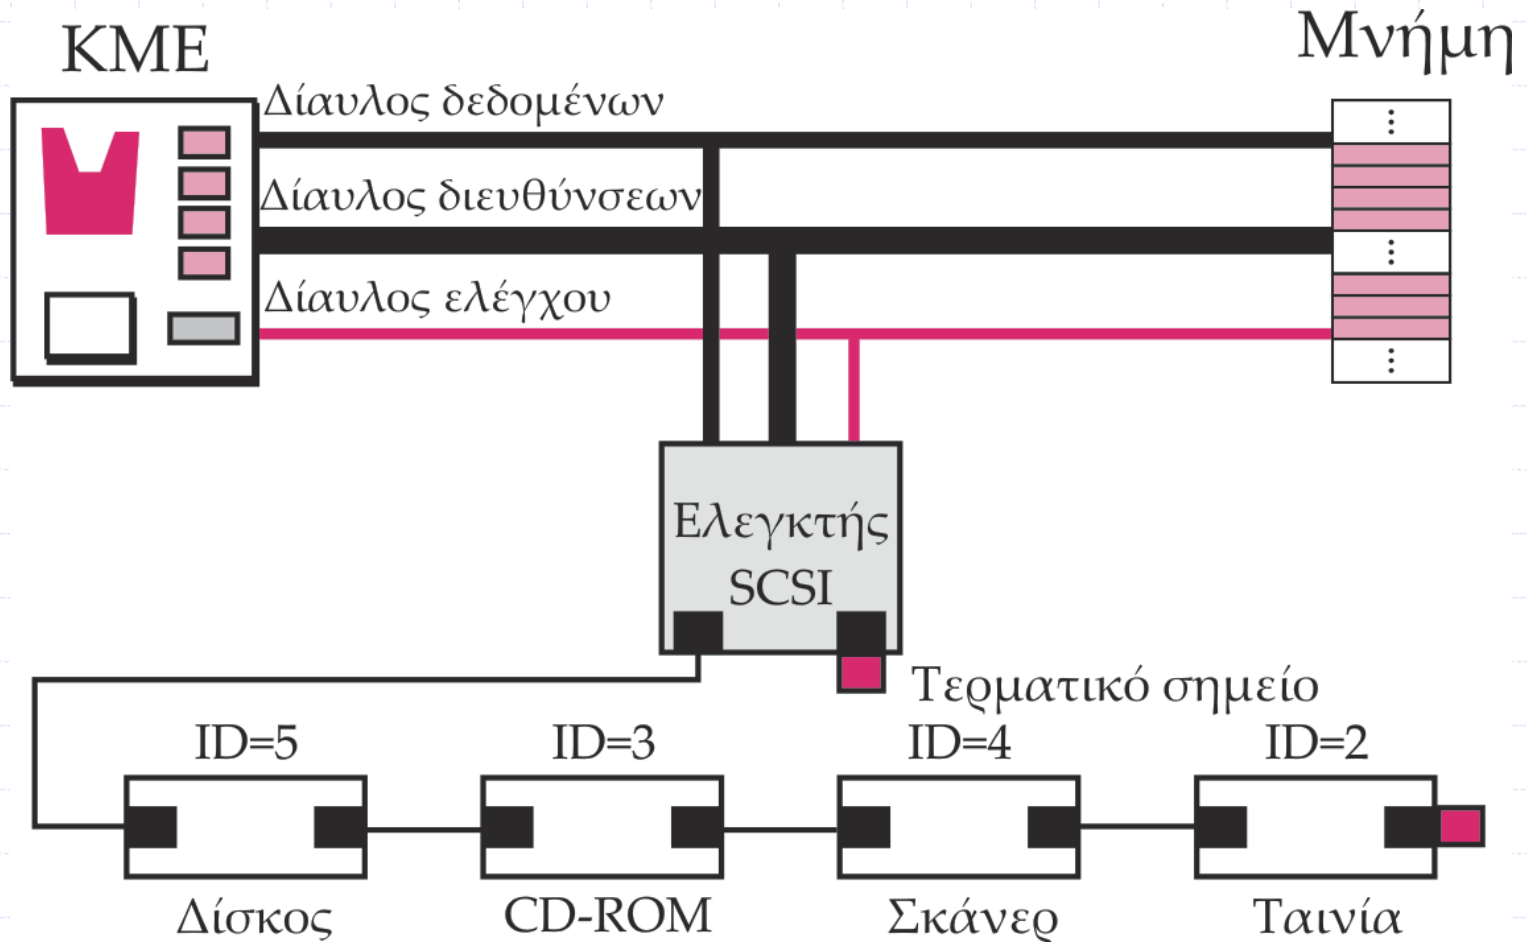 ΚΜΕ
Μνήμη
Δίαυλος δεδομένων
Δίαυλος διευθύνσεων
Δίαυλος ελέγχου
Ελεγκτής
SCSI
Τερματικό σημείο
ID=5
ID=3
ID=4
ID=2
Δίσκος
CD-ROM
Σκάνερ
Ταινία